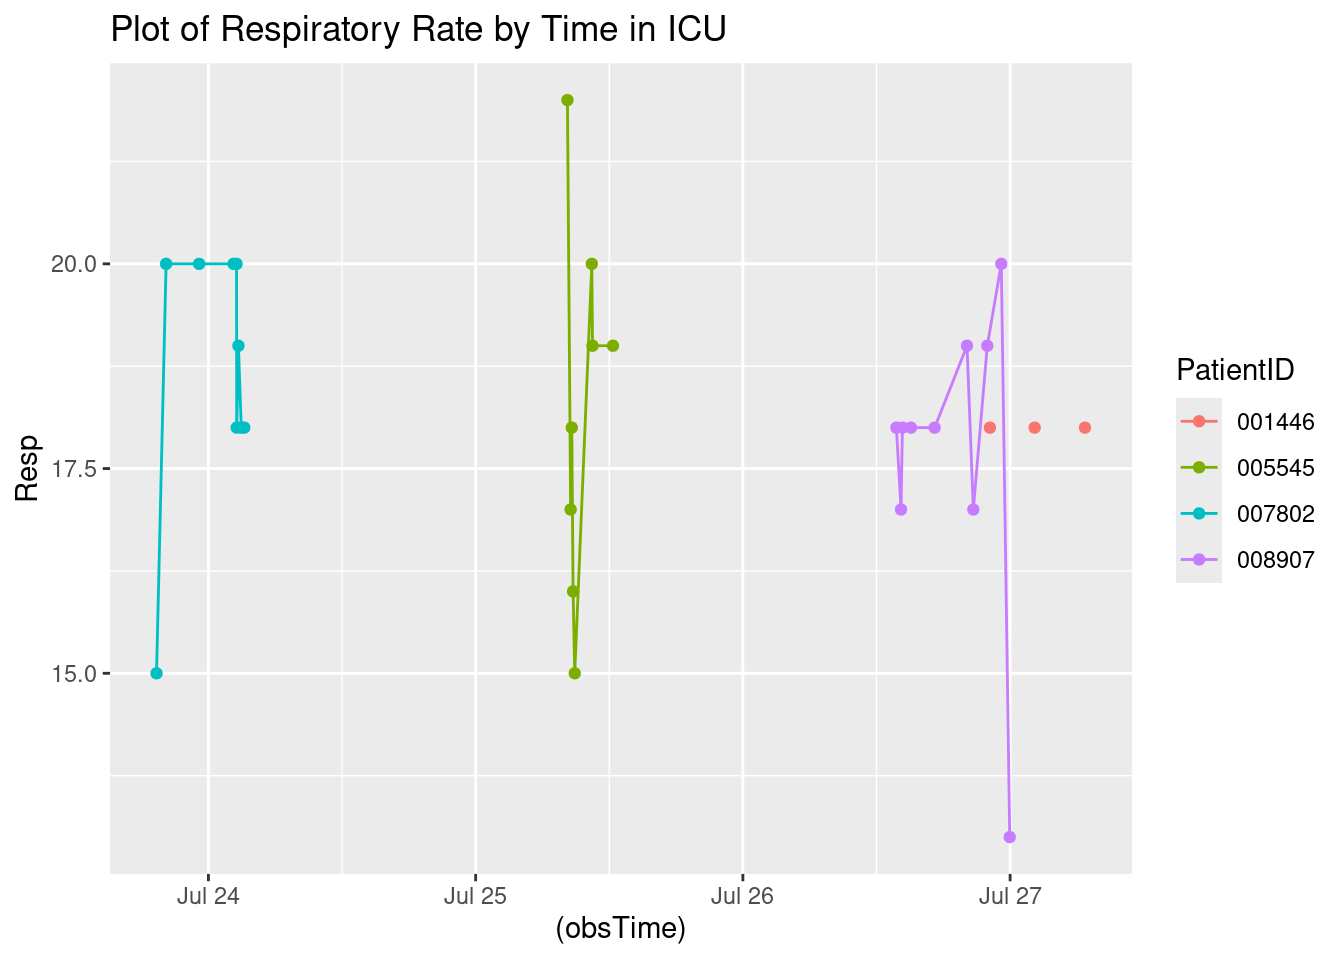 Plot of Respiratory Rate by Time in ICU
Resp
20.0
17.5
15.0
Jul 24 Jul 25 Jul 26 Jul 27
(obsTime)
PatientID
001446
005545
007802
008907